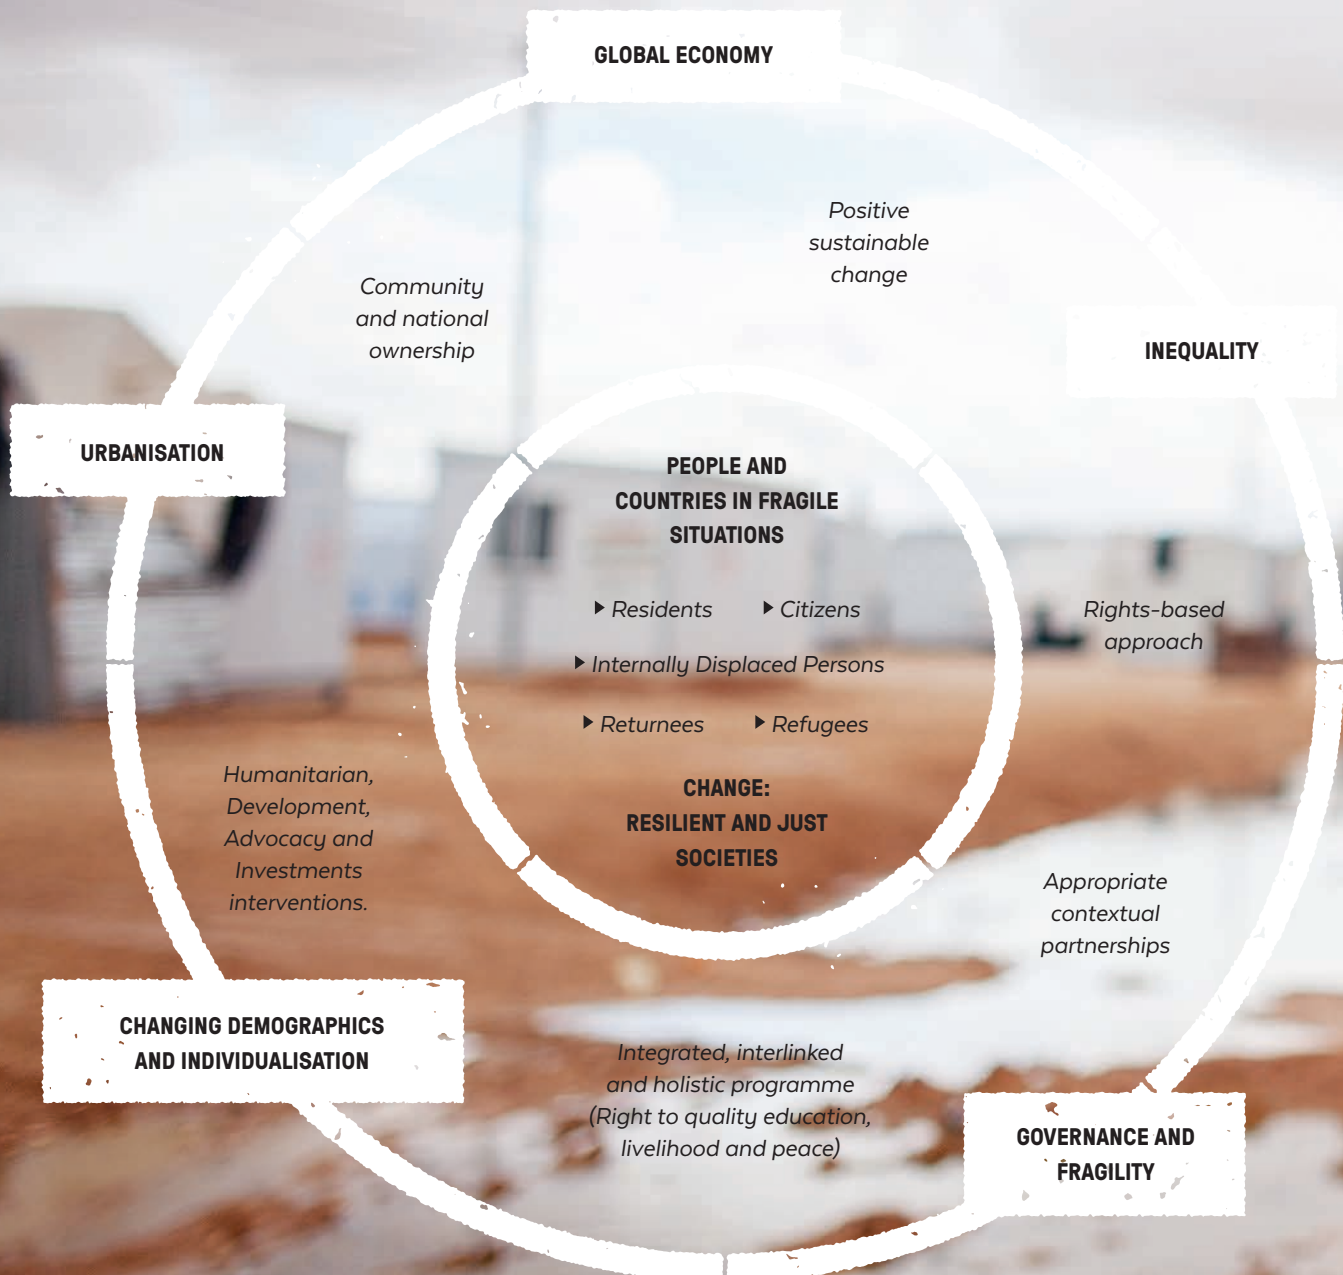 GLOBAL ECONOMY
Positive
sustainable
change
Community
and national
ownership
INEQUALITY
URBANISATION
PEOPLE AND
COUNTRIES IN FRAGILE
SITUATIONS
▶ Residents ▶ Citizens
▶ Internally Displaced Persons
▶ Returnees ▶ Refugees
CHANGE:
RESILIENT AND JUST
SOCIETIES
Rights-based
approach
Humanitarian,
Development,
Advocacy and
Investments
interventions.
Appropriate
contextual
partnerships
CHANGING DEMOGRAPHICS
AND INDIVIDUALISATION
Integrated, interlinked
and holistic programme
(Right to quality education,
livelihood and peace)
GOVERNANCE AND
FRAGILITY